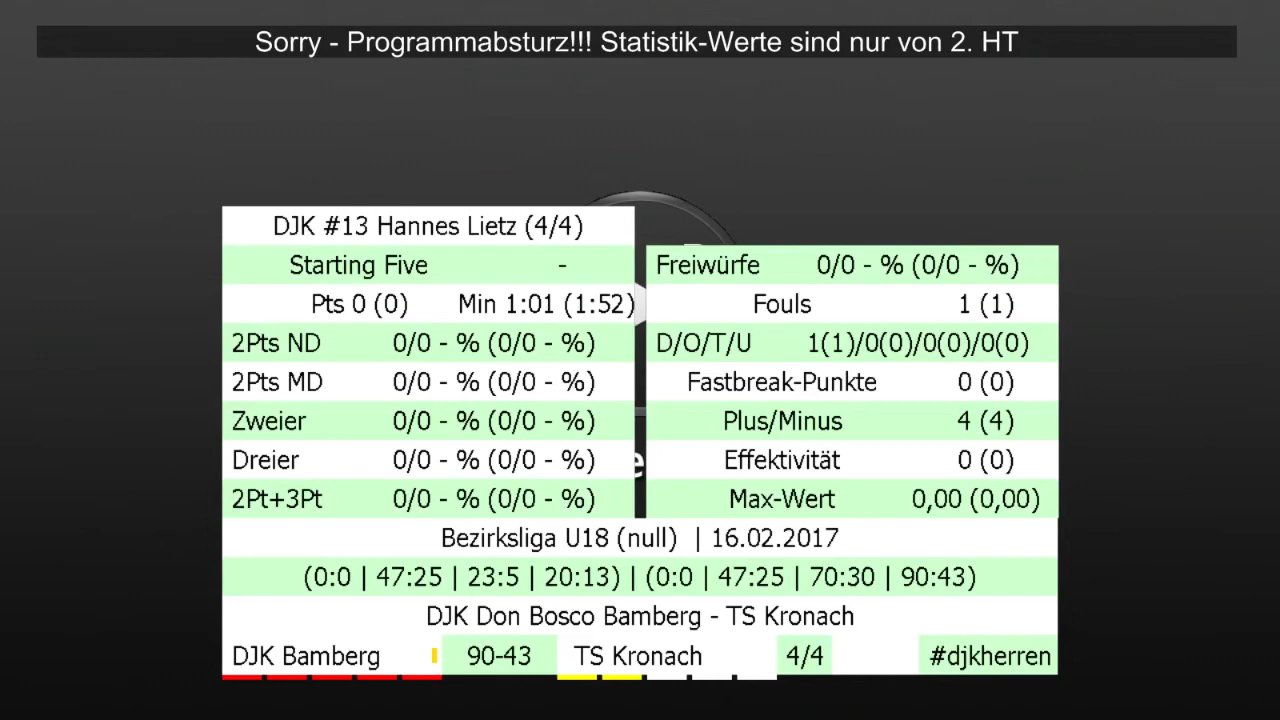 Sorry - Programmabsturz!!! Statistik-Werte sind nur von 2. HT
DJK #13 Hannes Lietz (4/4)
Starting Five -
Pts 0 (0) Min 1:01 (1:52)
2Pts ND 0/0 - % (0/0 - %)
2Pts MD 0/0 - % (0/0 - %)
Zweier 0/0 - % (0/0 - %)
Dreier 0/0 - % (0/0 - %)
2Pt+3Pt 0/0 - % (0/0 - %)
Freiwürfe 0/0 - % (0/0 - %)
Fouls 1 (1)
D/O/T/U 1(1)/0(0)/0(0)/0(0)
Fastbreak-Punkte 0 (0)
Plus/Minus 4 (4)
Effektivität 0 (0)
Max-Wert 0,00 (0,00)
Bezirksliga U18 (null) | 16.02.2017
(0:0 | 47:25 | 23:5 | 20:13) | (0:0 | 47:25 | 70:30 | 90:43)
DJK Don Bosco Bamberg - TS Kronach
DJK Bamberg 90-43 TS Kronach 4/4 #djkherren